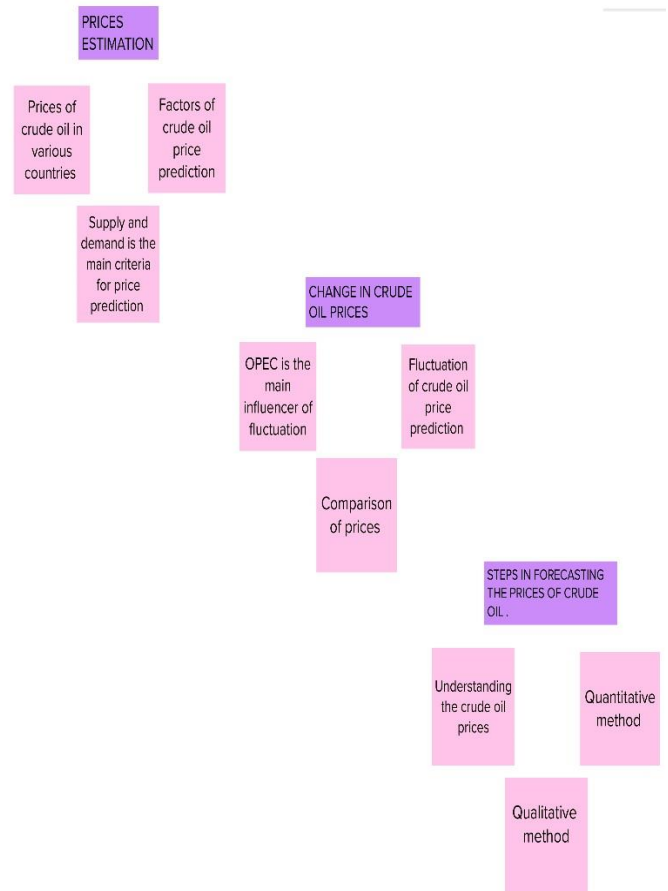 PRICES
ESTIMATION
Prices of
crude oil in
various
countries
Factors of
crude oil
price
prediction
Supply and
demand is the
main criteria
for price
prediction
CHANGE IN CRUDE
OIL PRICES
OPEC is the
main
influencer of
fluctuation
Fluctuation
of crude oil
price
prediction
Comparison
of prices
STEPS IN FORECASTING
THE PRICES OF CRUDE
OIL .
Understanding
the crude oil
prices
Quantitative
method
Qualitative
method